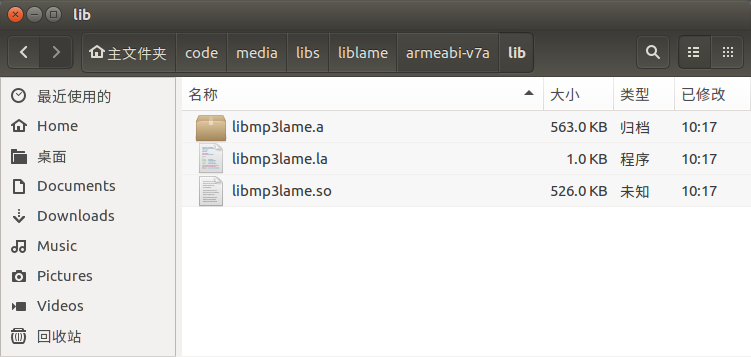 lib
主文件夹 code media libs liblame armeabi-v7a lib
最近使用的
Home
桌面
Documents
Downloads
Music
Pictures
Videos
回收站
名称 大小 类型 已修改
libmp3lame.a 563.0 KB 归档 10:17
libmp3lame.la 1.0 KB 程序 10:17
libmp3lame.so 526.0 KB 未知 10:17